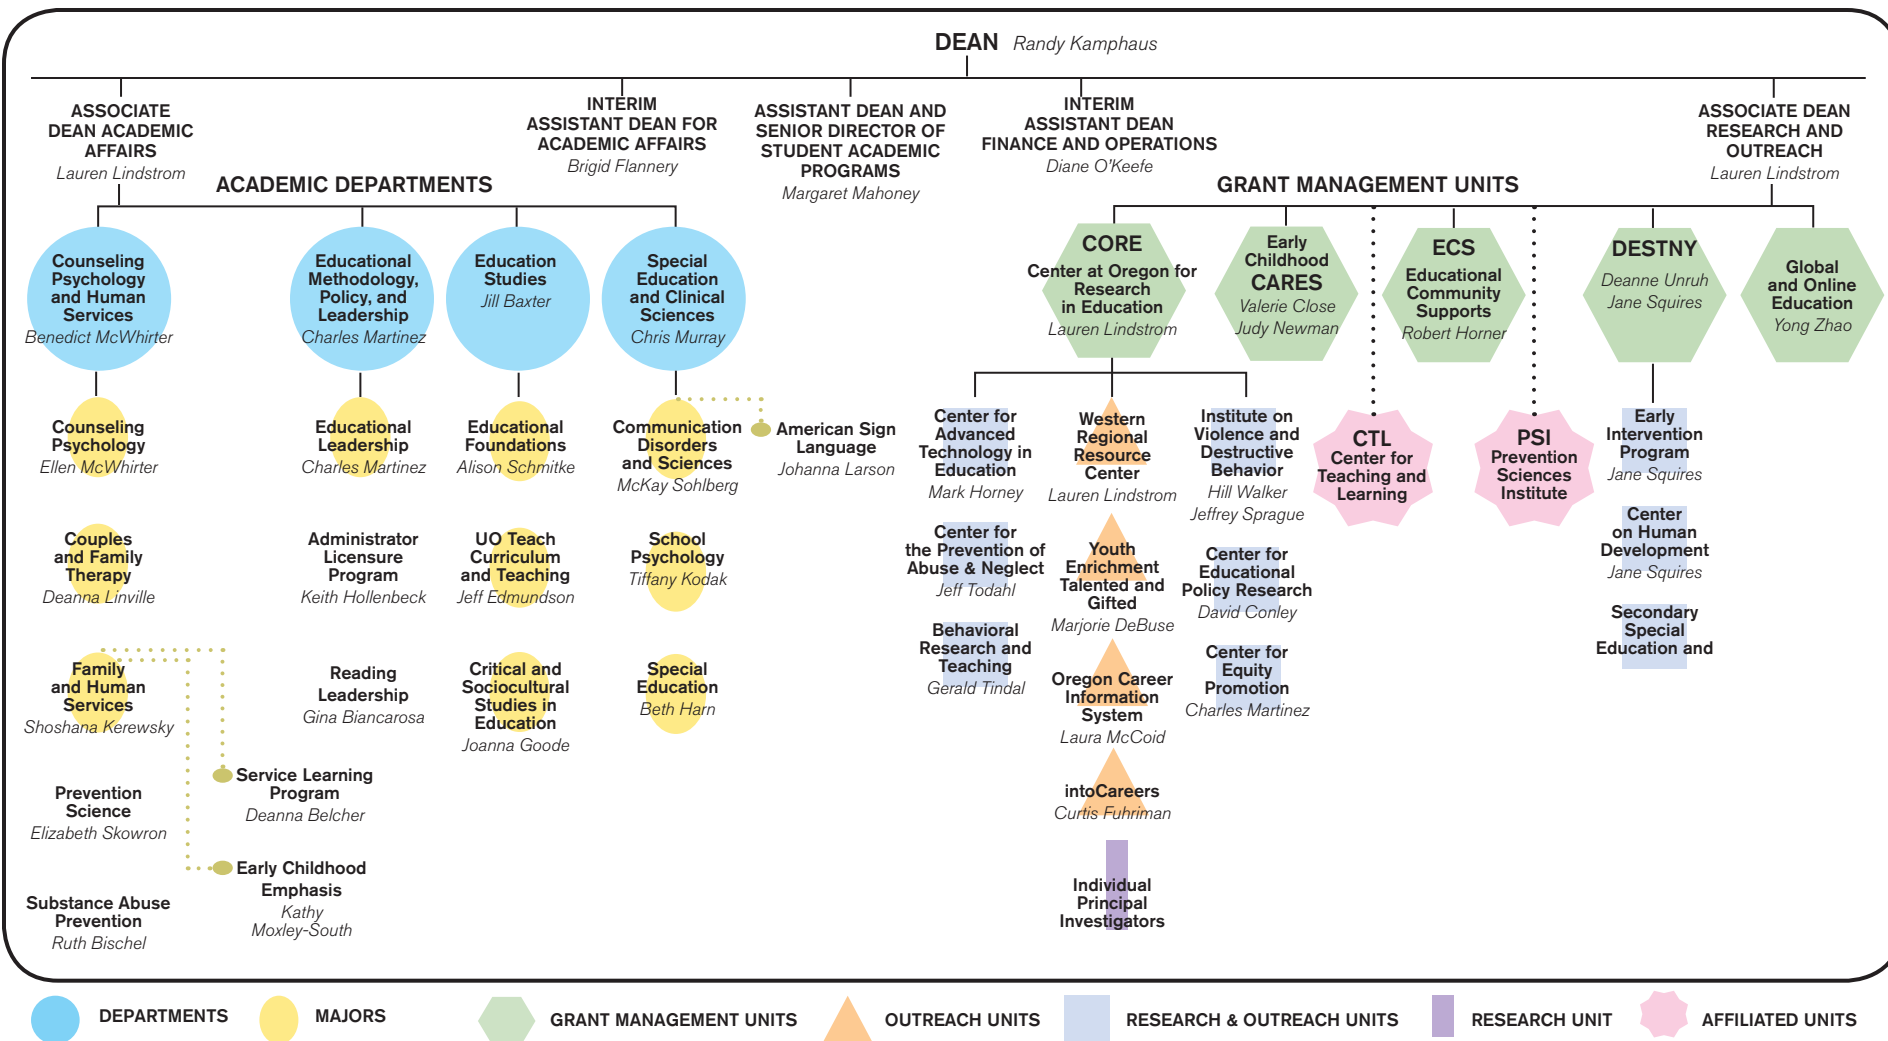 DEAN Randy Kamphaus
ASSOCIATE
DEAN ACADEMIC
AFFAIRS
Lauren Lindstrom
INTERIM
ASSISTANT DEAN FOR
ACADEMIC AFFAIRS
Brigid Flannery
ASSISTANT DEAN AND
SENIOR DIRECTOR OF
STUDENT ACADEMIC
PROGRAMS
Margaret Mahoney
INTERIM
ASSISTANT DEAN
FINANCE AND OPERATIONS
Diane O'Keefe
ASSOCIATE DEAN
RESEARCH AND
OUTREACH
Lauren Lindstrom
ACADEMIC DEPARTMENTS
GRANT MANAGEMENT UNITS
Counseling
Psychology
and Human
Services
Benedict McWhirter
Educational
Methodology,
Policy, and
Leadership
Charles Martinez
Education
Studies
Jill Baxter
Special
Education
and Clinical
Sciences
Chris Murray
CORE
Center at Oregon for
Research
in Education
Lauren Lindstrom
Early
Childhood
CARES
Valerie Close
Judy Newman
ECS
Educational
Community
Supports
Robert Horner
DESTNY
Deanne Unruh
Jane Squires
Global
and Online
Education
Yong Zhao
Counseling
Psychology
Ellen McWhirter
Educational
Leadership
Charles Martinez
Educational
Foundations
Alison Schmitke
Communication
Disorders
and Sciences
McKay Sohlberg
American Sign
Language
Johanna Larson
Center for
Advanced
Technology in
Education
Mark Horney
Western
Regional
Resource
Center
Lauren Lindstrom
Institute on
Violence and
Destructive
Behavior
Hill Walker
Jeffrey Sprague
CTL
Center for
Teaching and
Learning
PSI
Prevention
Sciences
Institute
Early
Intervention
Program
Jane Squires
Couples
and Family
Therapy
Deanna Linville
Administrator
Licensure
Program
Keith Hollenbeck
UO Teach
Curriculum
and Teaching
Jeff Edmundson
School
Psychology
Tiffany Kodak
Center for
the Prevention of
Abuse & Neglect
Jeff Todahl
Youth
Enrichment
Talented and
Gifted
Marjorie DeBuse
Center for
Educational
Policy Research
David Conley
Center
on Human
Development
Jane Squires
Family
and Human
Services
Shoshana Kerewsky
Reading
Leadership
Gina Biancarosa
Critical and
Sociocultural
Studies in
Education
Joanna Goode
Special
Education
Beth Harn
Behavioral
Research and
Teaching
Gerald Tindal
Oregon Career
Information
System
Laura McCoid
Center for
Equity
Promotion
Charles Martinez
Secondary
Special
Education and
Prevention
Science
Elizabeth Skowron
Service Learning
Program
Deanna Belcher
intoCareers
Curtis Fuhriman
Substance Abuse
Prevention
Ruth Bischel
Early Childhood
Emphasis
Kathy
Moxley-South
Individual
Principal
Investigators
DEPARTMENTS
MAJORS
GRANT MANAGEMENT UNITS
OUTREACH UNITS
RESEARCH & OUTREACH UNITS
RESEARCH UNIT
AFFILIATED UNITS